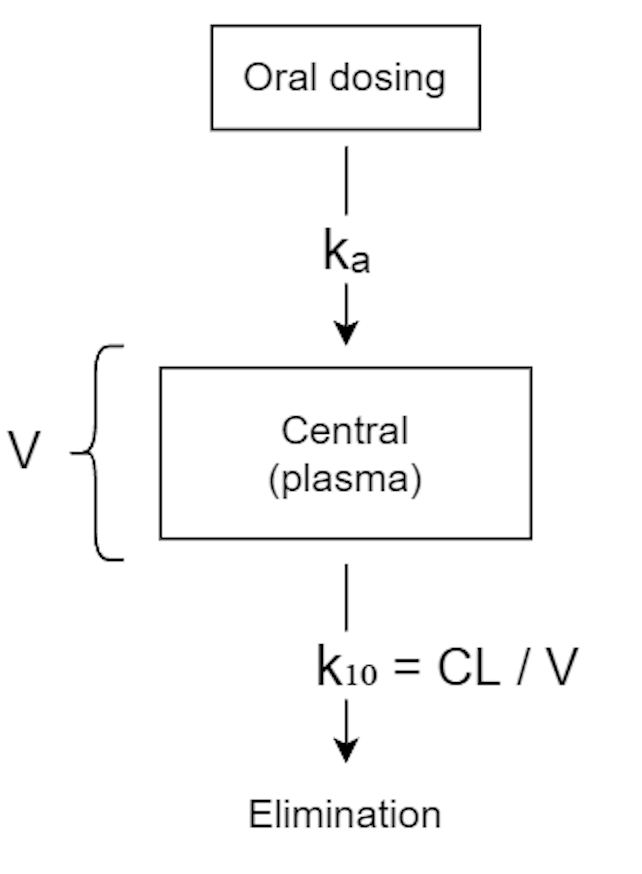 Oral dosing
kₐ
Central
(plasma)
V
k₁₀ = CL / V
Elimination